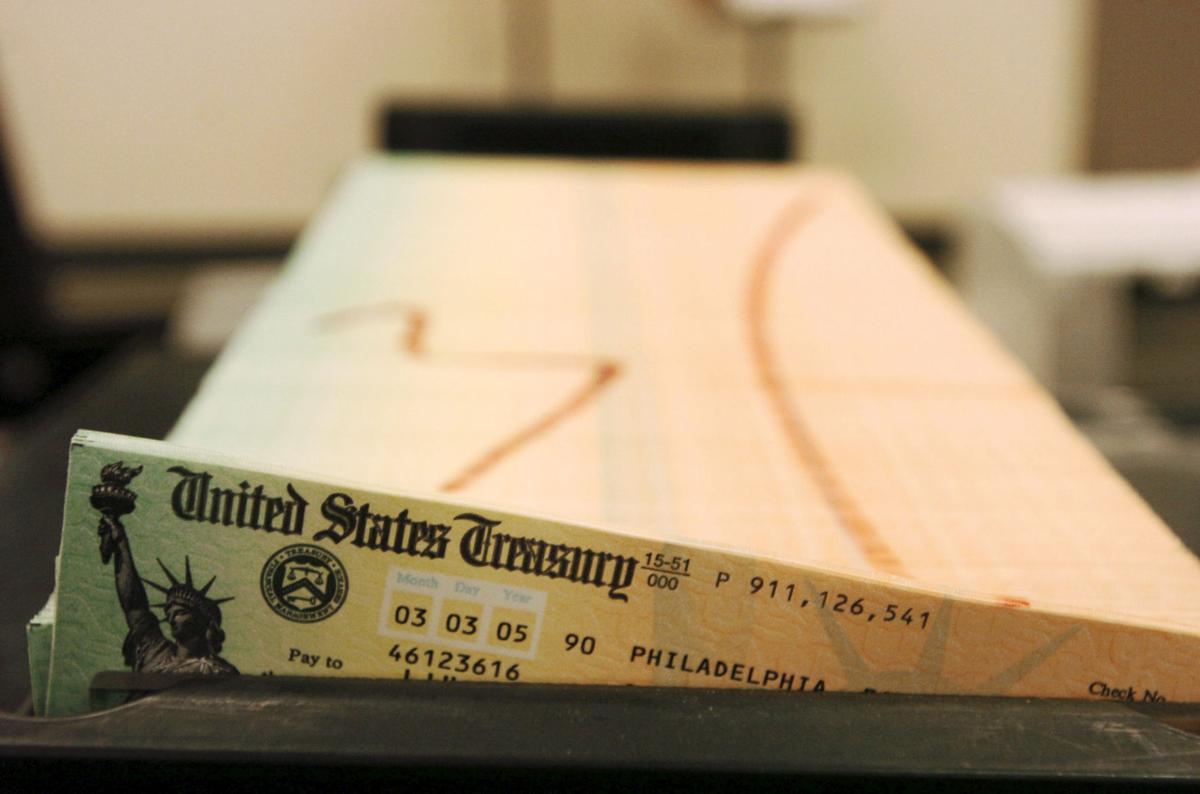 United States Treasury
15-51
000
P 911,126,541
Month Day Year
03 03 05
90 PHILADELPHIA
Pay to
46123616
Check No.